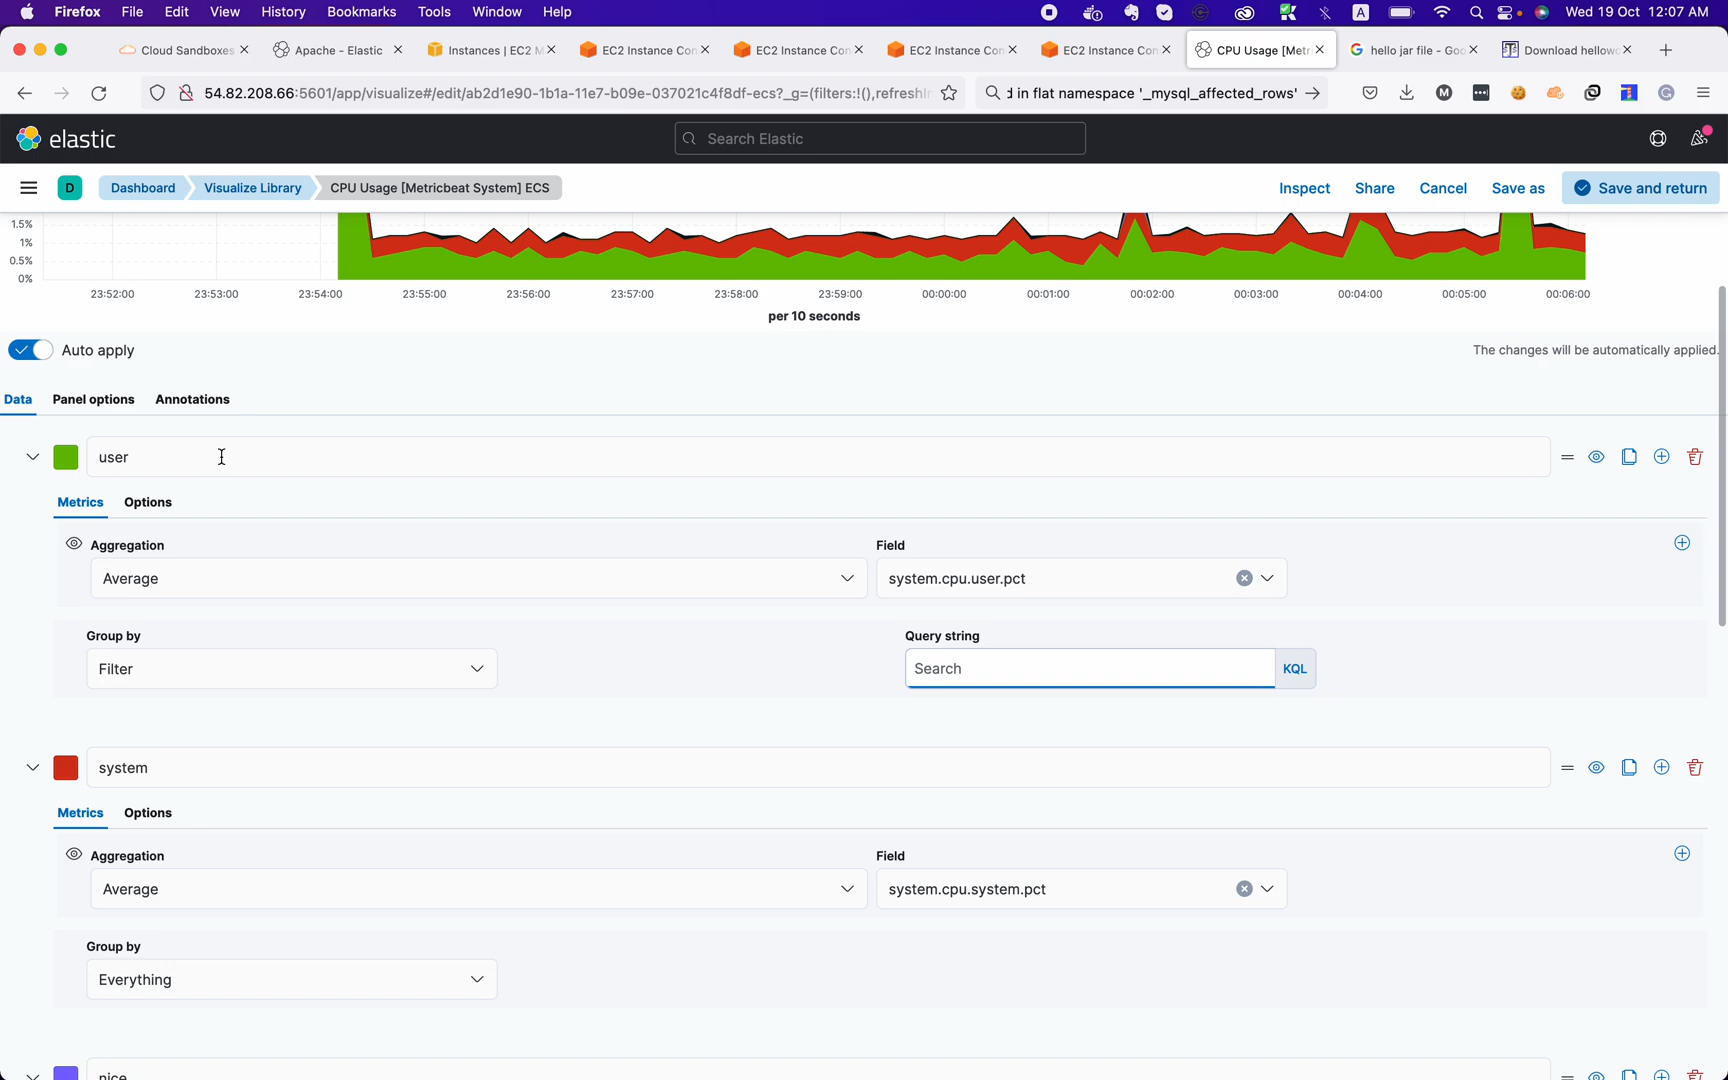 Firefox File Edit View History Bookmarks Tools Window Help A Wed 19 Oct 12:07 AM
Cloud Sandboxes Apache - Elastic Instances | EC2 M EC2 Instance Con EC2 Instance Con EC2 Instance Con EC2 Instance Con CPU Usage [Metri hello jar file - Goo Download hellowo
54.82.208.66:5601/app/visualize#/edit/ab2d1e90-1b1a-11e7-b09e-037021c4f8df-ecs?_g=(filters:!(),refreshIn d in flat namespace '_mysql_affected_rows'
elastic Search Elastic
D Dashboard Visualize Library CPU Usage [Metricbeat System] ECS Inspect Share Cancel Save as Save and return
1.5%
1%
0.5%
0%
23:52:00 23:53:00 23:54:00 23:55:00 23:56:00 23:57:00 23:58:00 23:59:00 00:00:00 00:01:00 00:02:00 00:03:00 00:04:00 00:05:00 00:06:00
per 10 seconds
Auto apply The changes will be automatically applied.
Data Panel options Annotations
user
Metrics Options
Aggregation Field
Average system.cpu.user.pct
Group by Query string
Filter Search KQL
system
Metrics Options
Aggregation Field
Average system.cpu.system.pct
Group by
Everything
nice